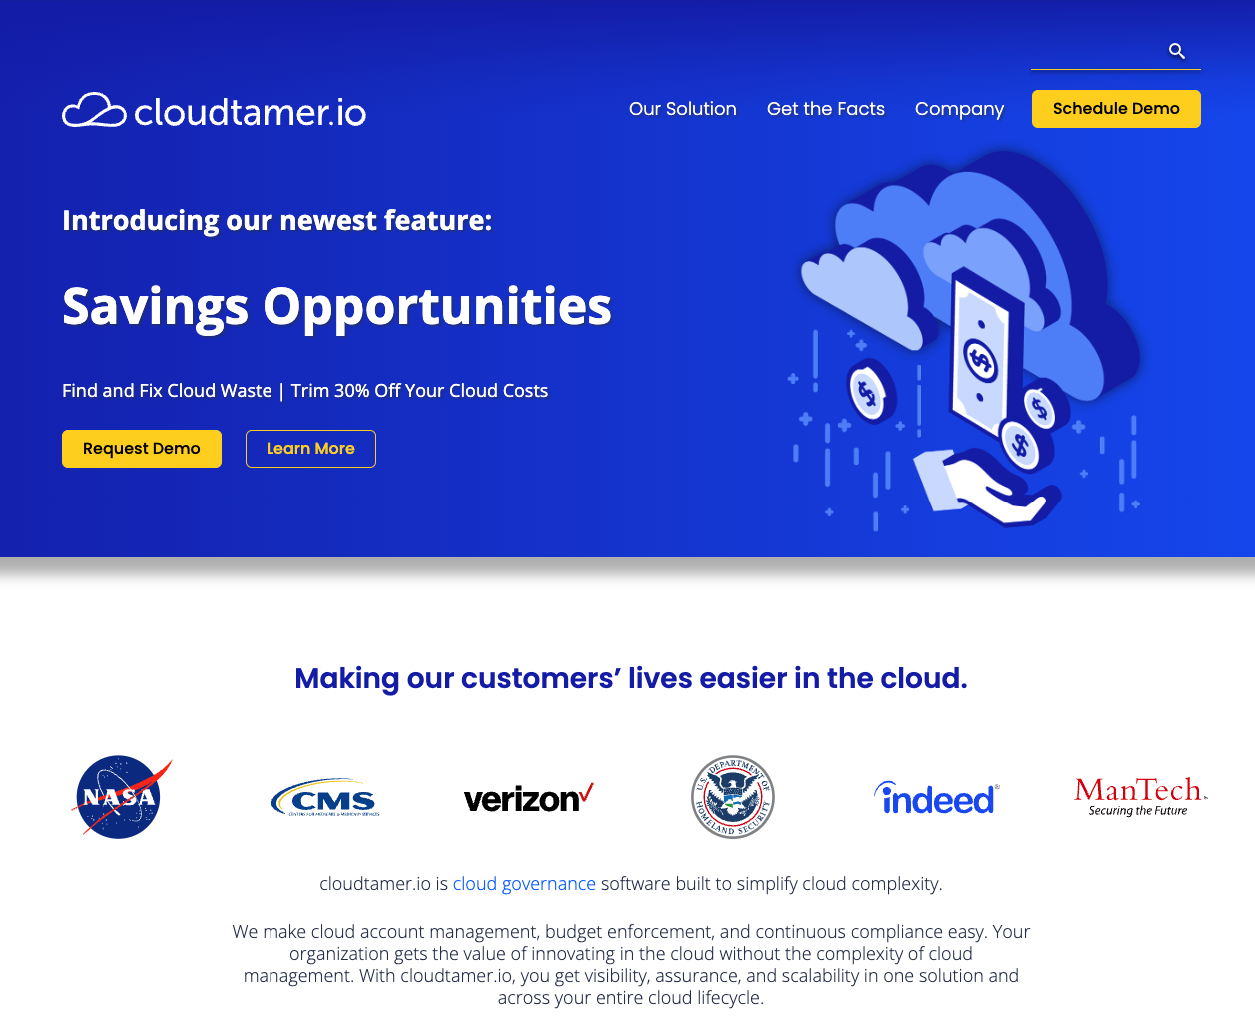 cloudtamer.io
Our Solution
Get the Facts
Company
Schedule Demo
Introducing our newest feature:
Savings Opportunities
Find and Fix Cloud Waste | Trim 30% Off Your Cloud Costs
Request Demo
Learn More
Making our customers’ lives easier in the cloud.
NASA
CMS
CENTERS FOR MEDICARE & MEDICAID SERVICES
verizon
U.S. DEPARTMENT OF
HOMELAND SECURITY
indeed®
ManTech
Securing the Future
cloudtamer.io is cloud governance software built to simplify cloud complexity.
We make cloud account management, budget enforcement, and continuous compliance easy. Your
organization gets the value of innovating in the cloud without the complexity of cloud
management. With cloudtamer.io, you get visibility, assurance, and scalability in one solution and
across your entire cloud lifecycle.